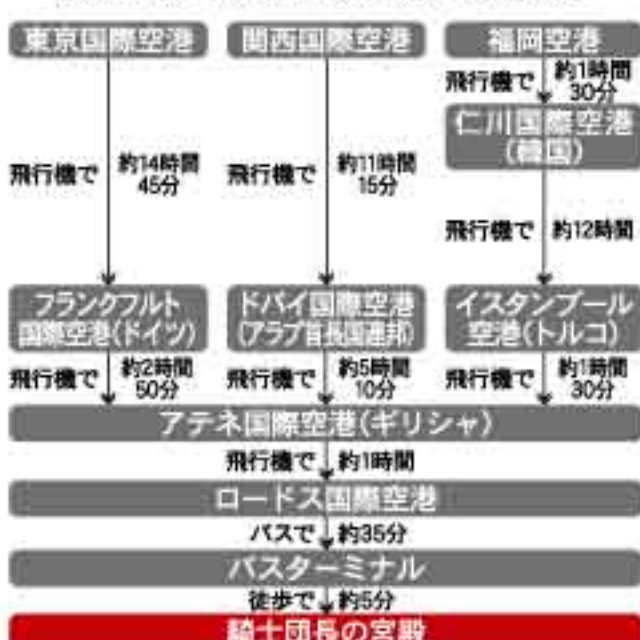 東京国際空港
関西国際空港
福岡空港
飛行機で
約1時間
30分
仁川国際空港
(韓国)
飛行機で
約14時間
45分
飛行機で
約11時間
15分
飛行機で
約12時間
フランクフルト
国際空港(ドイツ)
ドバイ国際空港
(アラブ首長国連邦)
イスタンブール
空港(トルコ)
飛行機で
約2時間
50分
飛行機で
約5時間
10分
飛行機で
約1時間
30分
アテネ国際空港(ギリシャ)
飛行機で 約1時間
ロードス国際空港
バスで 約35分
バスターミナル
徒歩で 約5分
騎士団長の宮殿